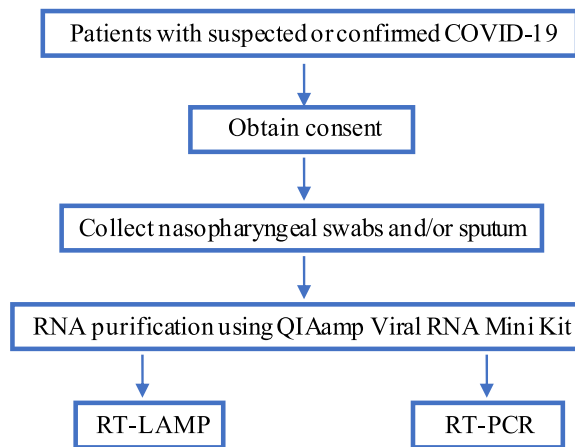 Patients with suspected or confirmed COVID-19
Obtain consent
Collect nasopharyngeal swabs and/or sputum
RNA purification using QIAamp Viral RNA Mini Kit
RT-LAMP
RT-PCR